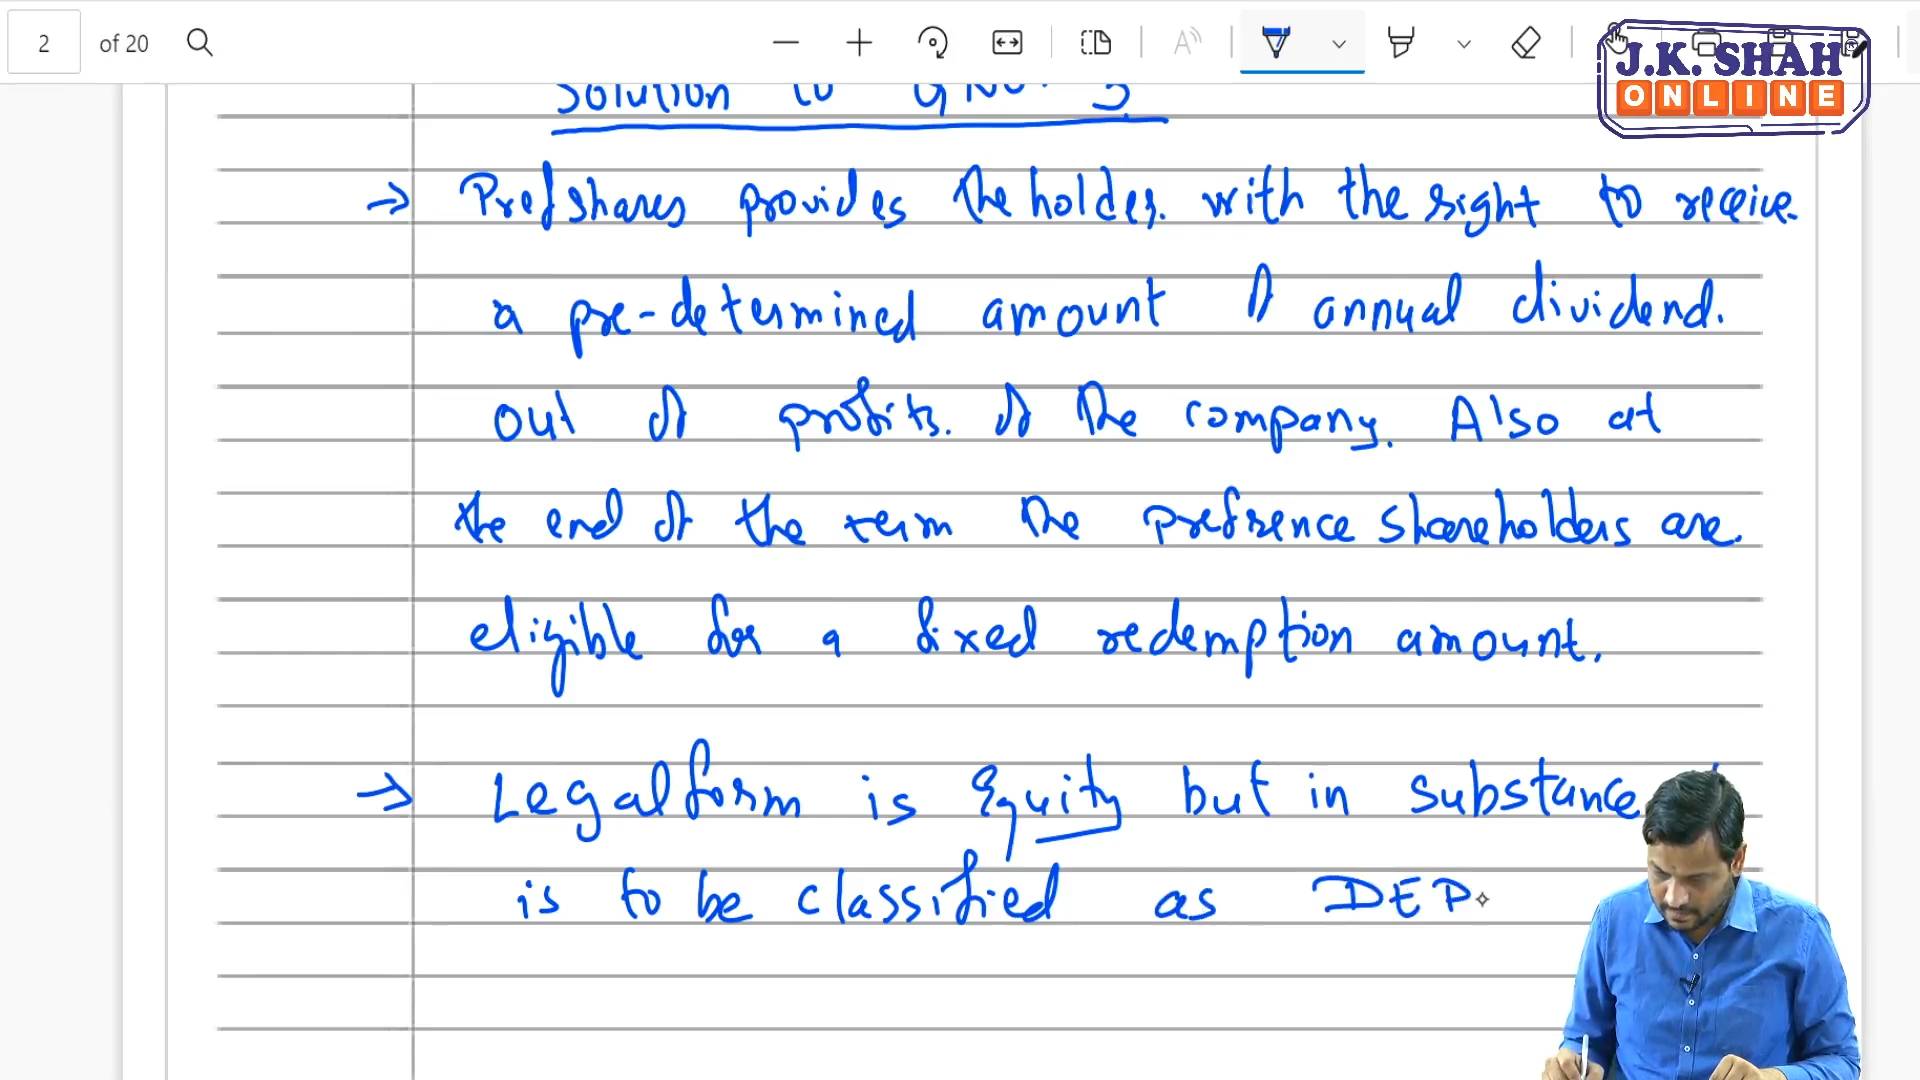 2 of 20
J.K. SHAH
ONLINE
Solution to Q No. 3
→ Pref shares provides the holder. with the right to receive.
a pre-determined amount of annual dividend.
out of profits. of the company. Also at
the end of the term the prefrence shareholders are.
eligible for a fixed redemption amount.
→ Legal form is Equity but in substance
is to be classified as DEP